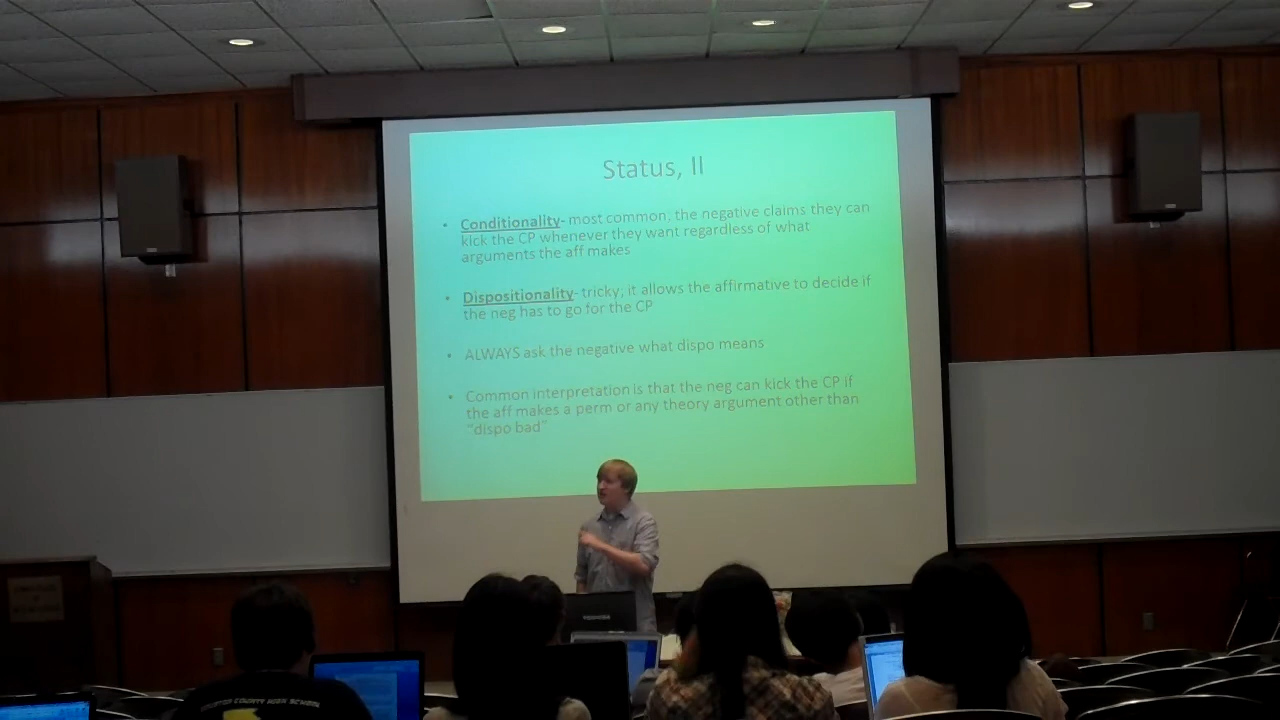 Status, II
• Conditionality- most common, the negative claims they can
kick the CP whenever they want regardless of what
arguments the aff makes
• Dispositionality- tricky; it allows the affirmative to decide if
the neg has to go for the CP
• ALWAYS ask the negative what dispo means
• Common interpretation is that the neg can kick the CP if
the aff makes a perm or any theory argument other than
"dispo bad"
COUNTY HIGH SCHOOL